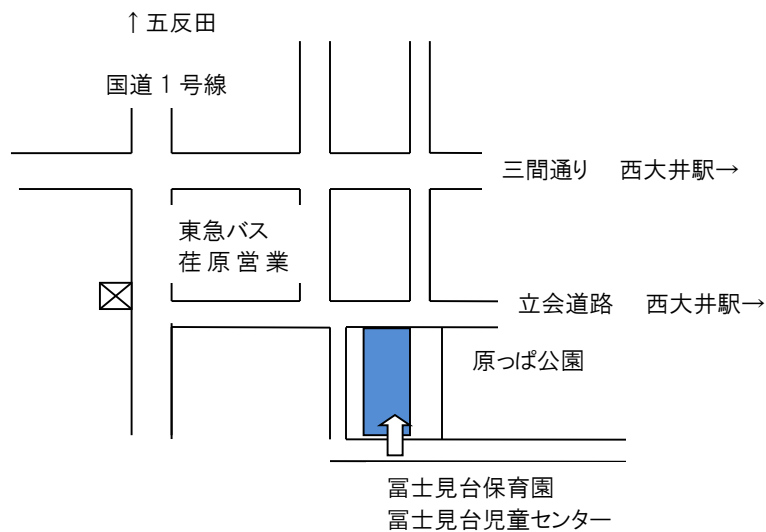 ↑五反田
国道1号線
三間通り　西大井駅→
東急バス
荏原営業
立会道路　西大井駅→
原っぱ公園
冨士見台保育園
冨士見台児童センター